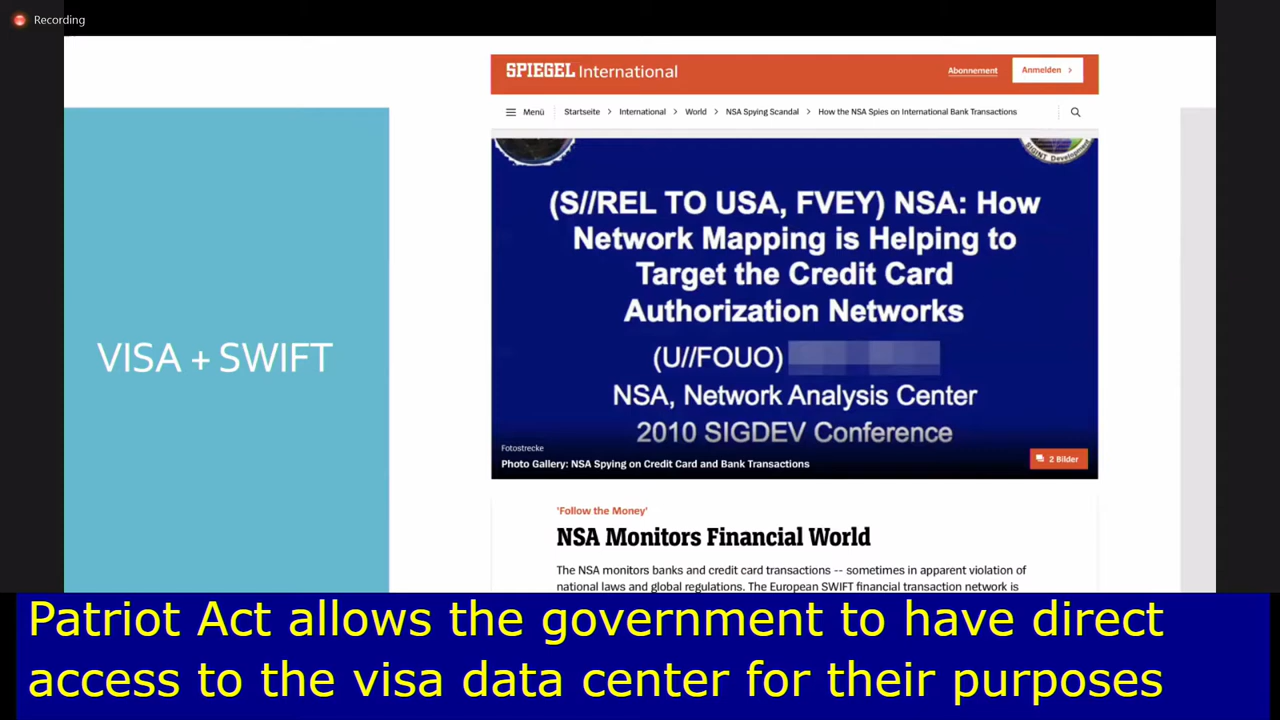 Recording
SPIEGEL International
Abonnement
Anmelden
Menü
Startseite > International > World > NSA Spying Scandal > How the NSA Spies on International Bank Transactions
SIGINT Development
(S//REL TO USA, FVEY) NSA: How
Network Mapping is Helping to
Target the Credit Card
Authorization Networks
(U//FOUO)
NSA, Network Analysis Center
2010 SIGDEV Conference
Fotostrecke
Photo Gallery: NSA Spying on Credit Card and Bank Transactions
2 Bilder
VISA + SWIFT
'Follow the Money'
NSA Monitors Financial World
The NSA monitors banks and credit card transactions -- sometimes in apparent violation of
national laws and global regulations. The European SWIFT financial transaction network is
Patriot Act allows the government to have direct
access to the visa data center for their purposes